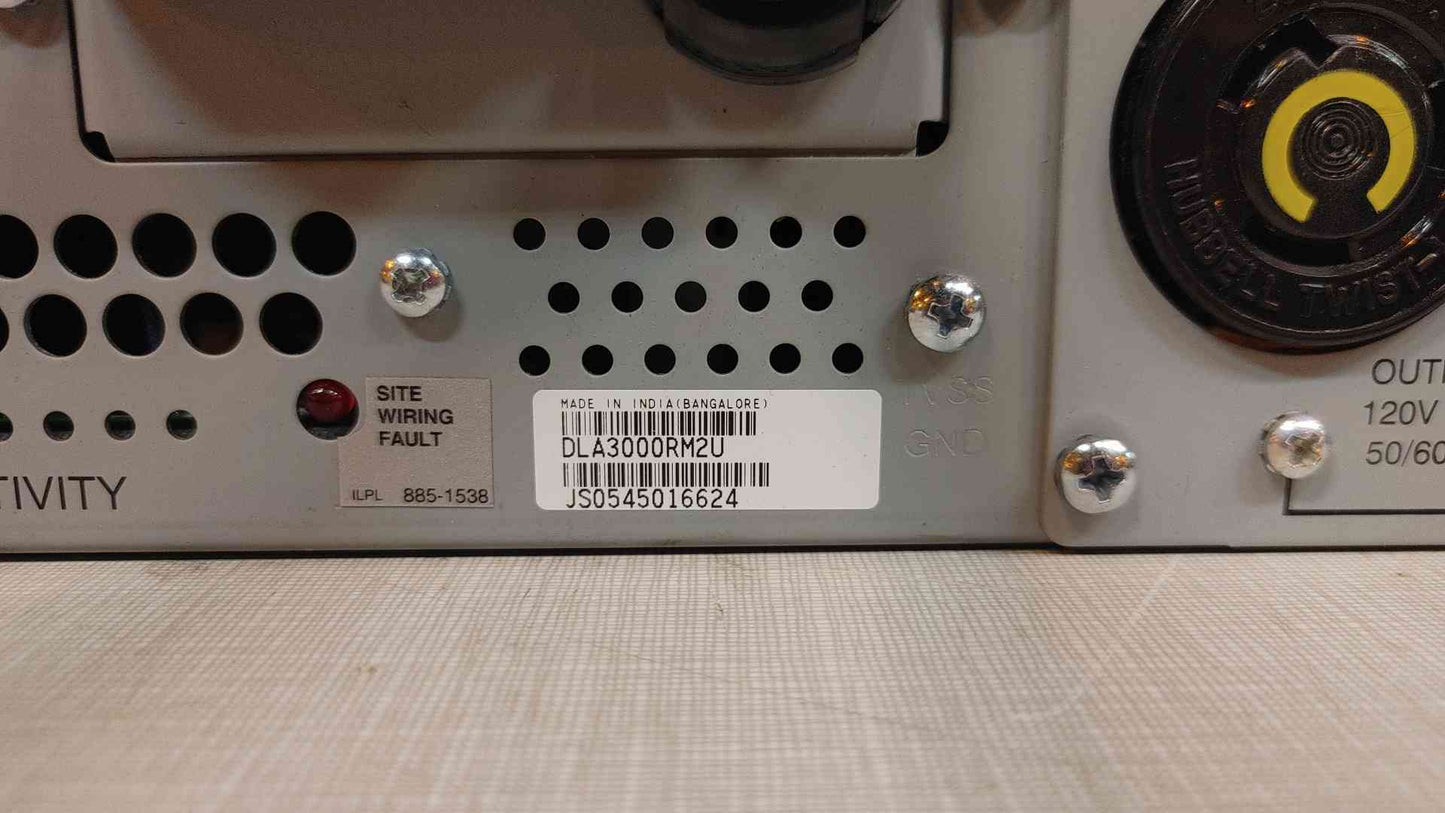 HUBBELL TWIST-
TVSS
GND
OUT
120V
50/60
SITE
WIRING
FAULT
ILPL 885-1538
MADE IN INDIA(BANGALORE)
DLA3000RM2U
JS0545016624
TIVITY